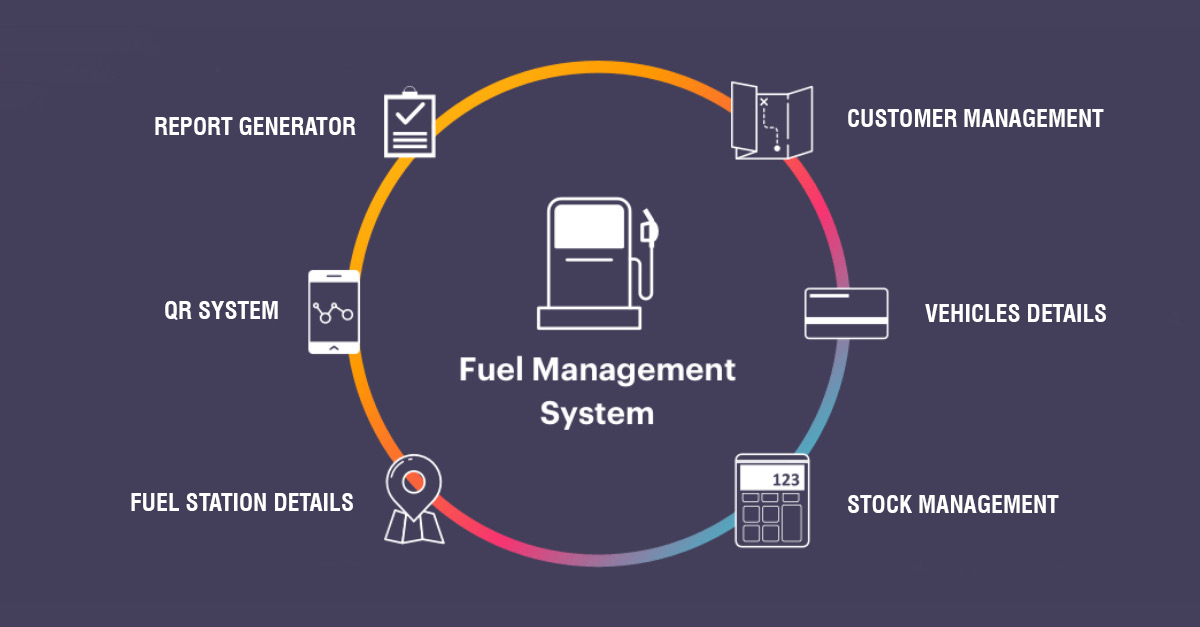 REPORT GENERATOR
CUSTOMER MANAGEMENT
QR SYSTEM
VEHICLES DETAILS
Fuel Management
System
FUEL STATION DETAILS
123
STOCK MANAGEMENT